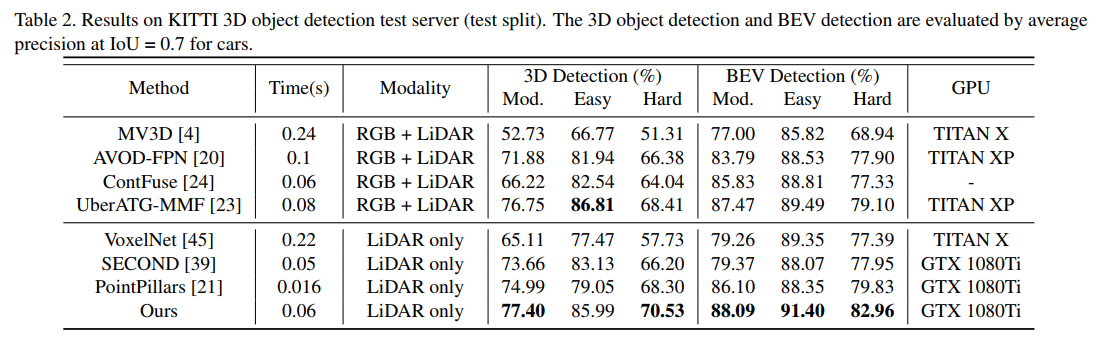 Table 2. Results on KITTI 3D object detection test server (test split). The 3D object detection and BEV detection are evaluated by average
precision at IoU = 0.7 for cars.
Method Time(s) Modality 3D Detection (%) BEV Detection (%) GPU
Mod. Easy Hard Mod. Easy Hard
MV3D [4] 0.24 RGB + LiDAR 52.73 66.77 51.31 77.00 85.82 68.94 TITAN X
AVOD-FPN [20] 0.1 RGB + LiDAR 71.88 81.94 66.38 83.79 88.53 77.90 TITAN XP
ContFuse [24] 0.06 RGB + LiDAR 66.22 82.54 64.04 85.83 88.81 77.33 -
UberATG-MMF [23] 0.08 RGB + LiDAR 76.75 86.81 68.41 87.47 89.49 79.10 TITAN XP
VoxelNet [45] 0.22 LiDAR only 65.11 77.47 57.73 79.26 89.35 77.39 TITAN X
SECOND [39] 0.05 LiDAR only 73.66 83.13 66.20 79.37 88.07 77.95 GTX 1080Ti
PointPillars [21] 0.016 LiDAR only 74.99 79.05 68.30 86.10 88.35 79.83 GTX 1080Ti
Ours 0.06 LiDAR only 77.40 85.99 70.53 88.09 91.40 82.96 GTX 1080Ti